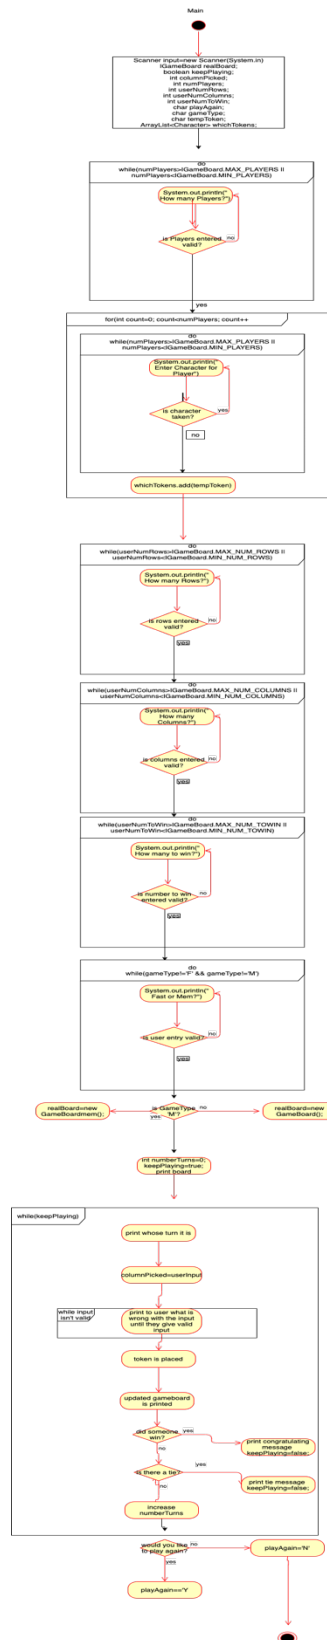 Main
Scanner input=new Scanner(System.in)
IGameBoard realBoard;
boolean keepPlaying;
int columnPicked;
int numPlayers;
int userNumRows;
int userNumColumns;
int userNumToWin;
char playAgain;
char gameType;
char tempToken;
ArrayList<Character> whichTokens;
do
while(numPlayers>IGameBoard.MAX_PLAYERS II
numPlayers<IGameBoard.MIN_PLAYERS)
System.out.println("
How many Players?")
is Players entered
valid?
no
yes
for(int count=0; count<numPlayers; count++
do
while(numPlayers>IGameBoard.MAX_PLAYERS II
numPlayers<IGameBoard.MIN_PLAYERS)
System.out.println("
Enter Character for
Player")
is character
taken?
yes
no
whichTokens.add(tempToken)
do
while(userNumRows>IGameBoard.MAX_NUM_ROWS II
userNumRows<IGameBoard.MIN_NUM_ROWS)
System.out.println("
How many Rows?")
is rows entered
valid?
no
yes
do
while(userNumColumns>IGameBoard.MAX_NUM_COLUMNS II
userNumColumns<IGameBoard.MIN_NUM_COLUMNS)
System.out.println("
How many
Columns?")
is columns entered
valid?
no
yes
do
while(userNumToWin>IGameBoard.MAX_NUM_TOWIN II
userNumToWin<IGameBoard.MIN_NUM_TOWIN)
System.out.println("
How many to win?")
is number to win
entered valid?
no
yes
do
while(gameType!='F' && gameType!='M')
System.out.println("
Fast or Mem?")
Is user entry valid?
no
yes
realBoard=new
GameBoardmem();
is GameType
'M'?
yes
no
realBoard=new
GameBoard();
int numberTurns=0;
keepPlaying=true;
print board
while(keepPlaying)
print whose turn it is
columnPicked=userInput
while input
isn't valid
print to user what is
wrong with the input
until they give valid
input
token is placed
updated gameboard
is printed
did someone
win?
yes
no
print congratulating
message
keepPlaying=false;
Is there a tie?
yes
no
print tie message
keepPlaying=false;
increase
numberTurns
would you like
to play again?
no
yes
playAgain='N'
playAgain=='Y